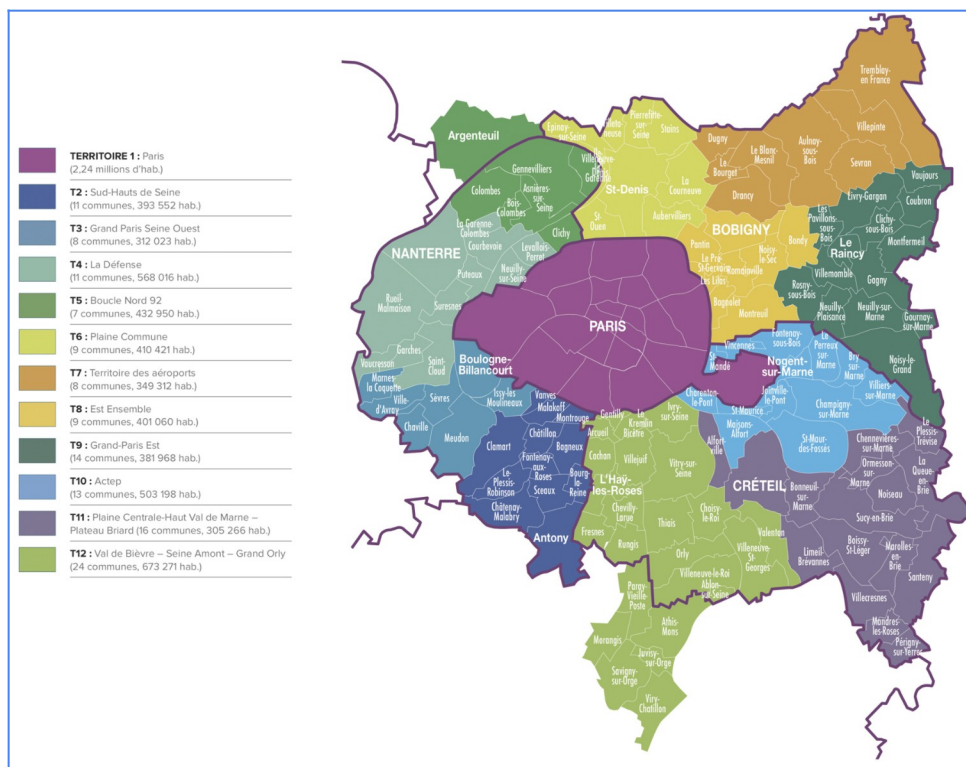 TERRITOIRE 1 : Paris
(2,24 millions d'hab.)
T2 : Sud-Hauts de Seine
(11 communes, 393 552 hab.)
T3 : Grand Paris Seine Ouest
(8 communes, 312 023 hab.)
T4 : La Défense
(11 communes, 568 016 hab.)
T5 : Boucle Nord 92
(7 communes, 432 950 hab.)
T6 : Plaine Commune
(9 communes, 410 421 hab.)
T7 : Territoire des aéroports
(8 communes, 349 312 hab.)
T8 : Est Ensemble
(9 communes, 401 060 hab.)
T9 : Grand-Paris Est
(14 communes, 381 968 hab.)
T10 : Actep
(13 communes, 503 198 hab.)
T11 : Plaine Centrale-Haut Val de Marne –
Plateau Briard (16 communes, 305 266 hab.)
T12 : Val de Bièvre – Seine Amont – Grand Orly
(24 communes, 673 271 hab.)
Tremblay-
en France
Villepinte
Aulnay-
sous-
Bois
Sevran
Dugny
Le Blanc-
Mesnil
Le
Bourget
Drancy
Epinay-
sur-Seine
Pierrefitte-
sur-
Seine
Stains
St-Denis
La
Courneuve
St
Ouen
Aubervilliers
Argenteuil
Gennevilliers
Colombes
Asnières-
sur-
Seine
Bois-
Colombes
Clichy
La Garenne-
Colombes
Courbevoie
Levallois-
Perret
NANTERRE
Puteaux
Neuilly-
sur-Seine
Rueil-
Malmaison
Suresnes
Garches
Saint-
Cloud
Vaucresson
BOBIGNY
Pantin
Le Pré
St-Gervais
Les Lilas
Noisy-
le-Sec
Romainville
Bondy
Bagnolet
Montreuil
Vaujours
Livry-Gargan
Coubron
Les
Pavillons-
sous-
Bois
Clichy-
sous-Bois
Montfermeil
Le
Raincy
Villemomble
Gagny
Rosny-
sous-Bois
Neuilly-
Plaisance
Neuilly-sur-
Marne
Gournay-
sur-Marne
Noisy-le-
Grand
PARIS
Boulogne-
Billancourt
Marnes-
la Coquette
Ville-
d'Avray
Sèvres
Issy-les
Moulineaux
Chaville
Meudon
Vanves
Malakoff
Montrouge
Clamart
Châtillon
Bagneux
Fontenay-
aux-
Roses
Le-
Plessis-
Robinson
Sceaux
Bourg-
la-
Reine
Châtenay-
Malabry
Antony
St-
Mandé
Vincennes
Fontenay-
sous-Bois
Le
Perreux
sur-
Marne
Nogent-
sur-Marne
Bry-
sur-
Marne
Charenton-
le-Pont
St-Maurice
Joinville-
le-Pont
Champigny-
sur-Marne
Villiers-
sur-Marne
Maisons-
Alfort
St-Maur-
des-Fossés
Gentilly
Le
Kremlin
Bicêtre
Ivry-
sur-Seine
Arcueil
Cachan
Villejuif
Vitry-sur-
Seine
L'Haÿ-
les-Roses
Chevilly-
Larue
Thiais
Choisy-
le-Roi
Fresnes
Rungis
Orly
Valenton
Villeneuve-
St-
Georges
Villeneuve-le-Roi
Ablon-
sur-Seine
Paray
Vieille-
Poste
Athis-
Mons
Morangis
Juvisy-
sur-Orge
Savigny-
sur-Orge
Viry-
Chatillon
Alfort-
ville
CRÉTEIL
Le
Plessis-
Trévise
Chennevières-
sur-Marne
Ormesson-
sur-
Marne
La
Queue-
en-
Brie
Bonneuil-
sur-
Marne
Noiseau
Sucy-en-Brie
Limeil-
Brévannes
Boissy-
St-Léger
Marolles-
en-
Brie
Santeny
Villecresnes
Mandres-
les-Roses